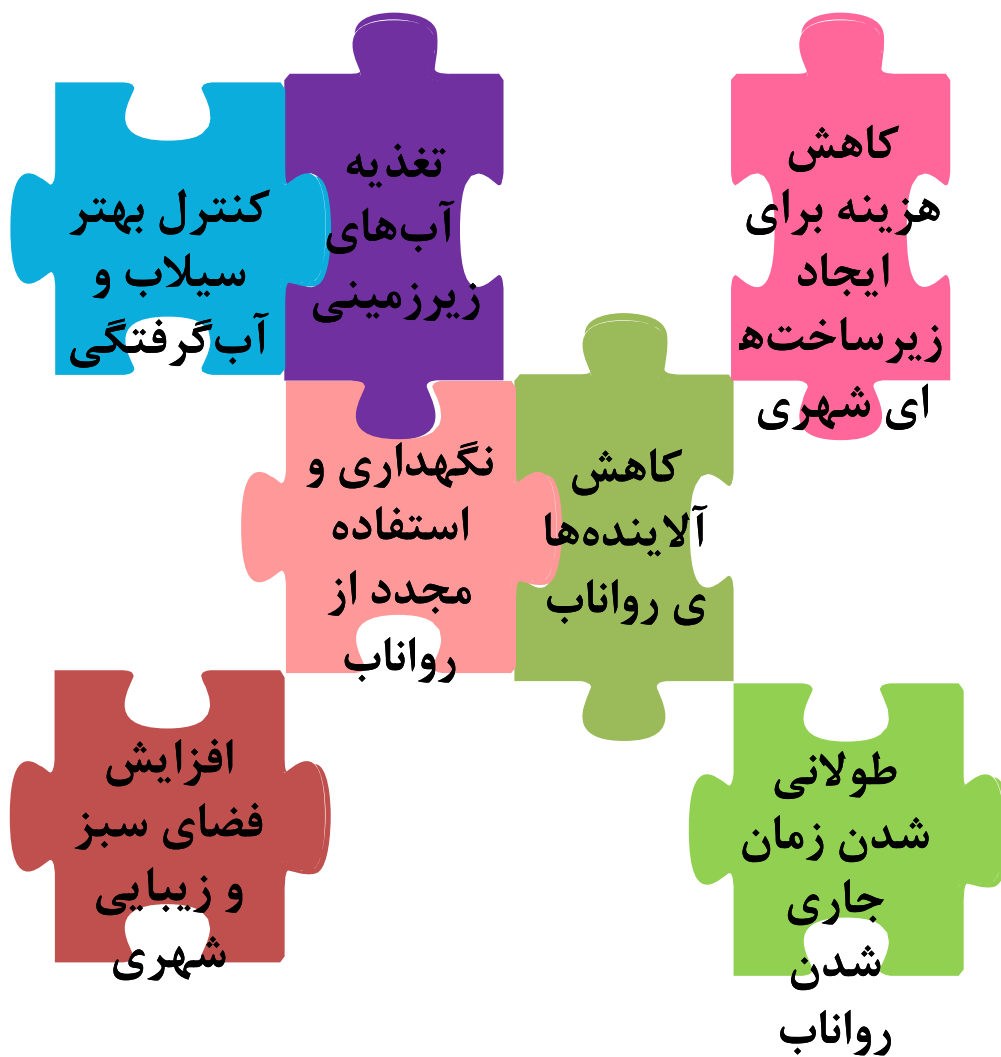 کاهش
هزینه برای
ایجاد
زیرساخت‌ه
ای شهری
تغذیه
آب‌های
زیرزمینی
کنترل بهتر
سیلاب و
آب‌گرفتگی
کاهش
آلاینده‌ها
ی رواناب
نگهداری و
استفاده
مجدد از
رواناب
طولانی
شدن زمان
جاری
شدن
رواناب
افزایش
فضای سبز
و زیبایی
شهری